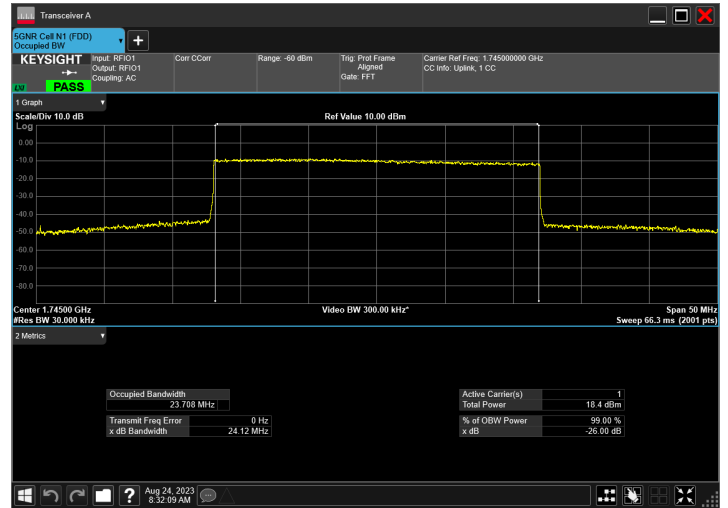 Transceiver A
5GNR Cell N1 (FDD)
Occupied BW
KEYSIGHT
Input: RFIO1
Output: RFIO1
Coupling: AC
Corr CCorr
Range: -60 dBm
Trig: Prot Frame
Aligned
Gate: FFT
Carrier Ref Freq: 1.745000000 GHz
CC Info: Uplink, 1 CC
PASS
1 Graph
Scale/Div 10.0 dB
Ref Value 10.00 dBm
Log
0.00
-10.0
-20.0
-30.0
-40.0
-50.0
-60.0
-70.0
-80.0
Center 1.74500 GHz
Video BW 300.00 kHz*
Span 50 MHz
#Res BW 30.000 kHz
Sweep 66.3 ms (2001 pts)
2 Metrics
Occupied Bandwidth
23.708 MHz
Transmit Freq Error 0 Hz
x dB Bandwidth 24.12 MHz
Active Carrier(s) 1
Total Power 18.4 dBm
% of OBW Power 99.00 %
x dB -26.00 dB
Aug 24, 2023
8:32:09 AM